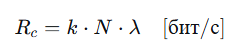 R_c = k · N · λ [бит/с]